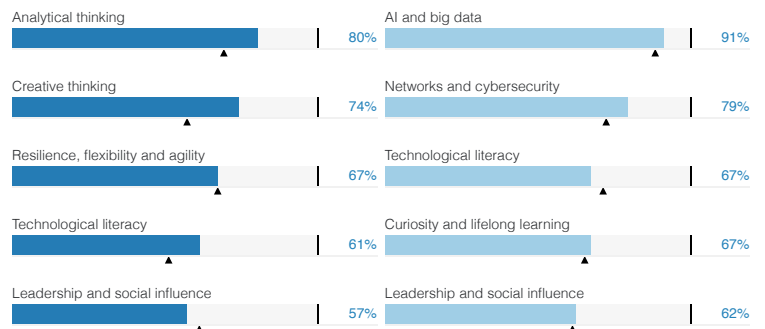 Analytical thinking
80%
Creative thinking
74%
Resilience, flexibility and agility
67%
Technological literacy
61%
Leadership and social influence
57%
AI and big data
91%
Networks and cybersecurity
79%
Technological literacy
67%
Curiosity and lifelong learning
67%
Leadership and social influence
62%